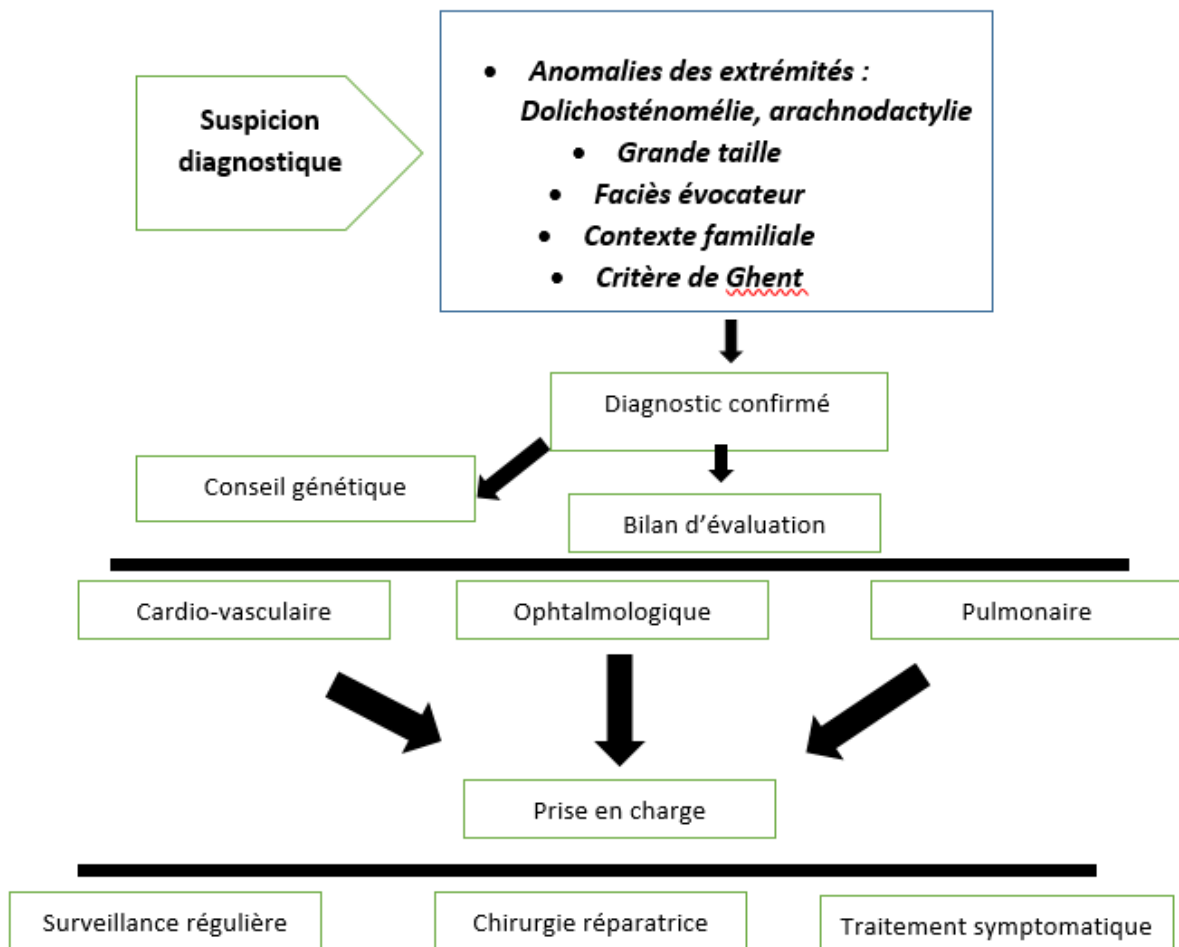 Suspicion
diagnostique
• Anomalies des extrémités :
Dolichosténomélie, arachnodactylie
• Grande taille
• Faciès évocateur
• Contexte familiale
• Critère de Ghent
Diagnostic confirmé
Conseil génétique
Bilan d’évaluation
Cardio-vasculaire
Ophtalmologique
Pulmonaire
Prise en charge
Surveillance régulière
Chirurgie réparatrice
Traitement symptomatique